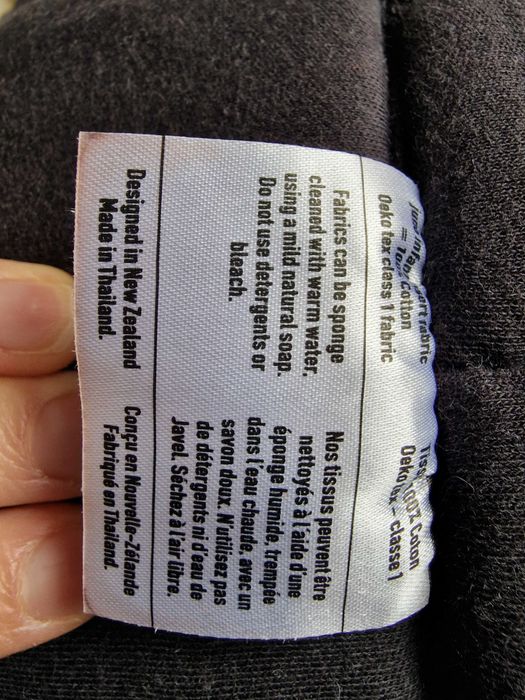 insert fabric
= 100% cotton
Oeko tex class 1 fabric
Fabrics can be sponge
cleaned with warm water,
using a mild natural soap.
Do not use detergents or
bleach.
Designed in New Zealand
Made in Thailand.
100% Coton
Oeko tex – classe 1
Nos tissus peuvent être
nettoyés à l'aide d'une
éponge humide, trempée
dans l'eau chaude, avec un
savon doux. N'utilisez pas
de détergents ni d'eau de
Javel. Séchez à l'air libre.
Conçu en Nouvelle-Zélande
Fabriqué en Thaïland.